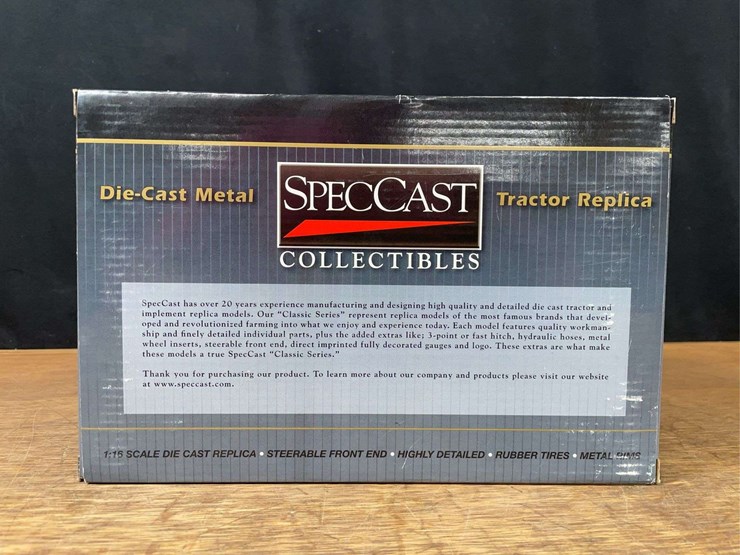 Die-Cast Metal SPECCAST Tractor Replica
COLLECTIBLES
SpecCast has over 20 years experience manufacturing and designing high quality and detailed die cast tractor and
implement replica models. Our "Classic Series" represent replica models of the most famous brands that devel-
oped and revolutionized farming into what we enjoy and experience today. Each model features quality workman-
ship and finely detailed individual parts, plus the added extras like; 3-point or fast hitch, hydraulic hoses, metal
wheel inserts, steerable front end, direct imprinted fully decorated gauges and logo. These extras are what make
these models a true SpecCast "Classic Series."
Thank you for purchasing our product. To learn more about our company and products please visit our website
at www.speccast.com.
1:16 SCALE DIE CAST REPLICA • STEERABLE FRONT END • HIGHLY DETAILED • RUBBER TIRES • METAL RIMS